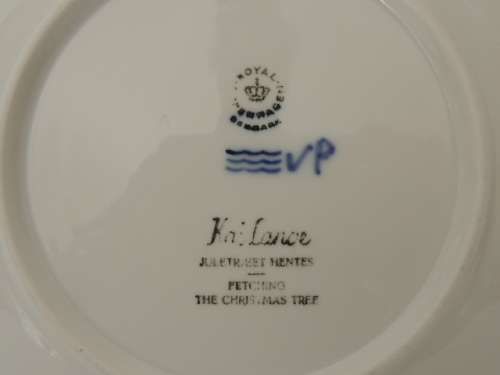 ROYAL
COPENHAGEN
DENMARK
VP
Kai Lange
JULETRÆET HENTES
FETCHING
THE CHRISTMAS TREE